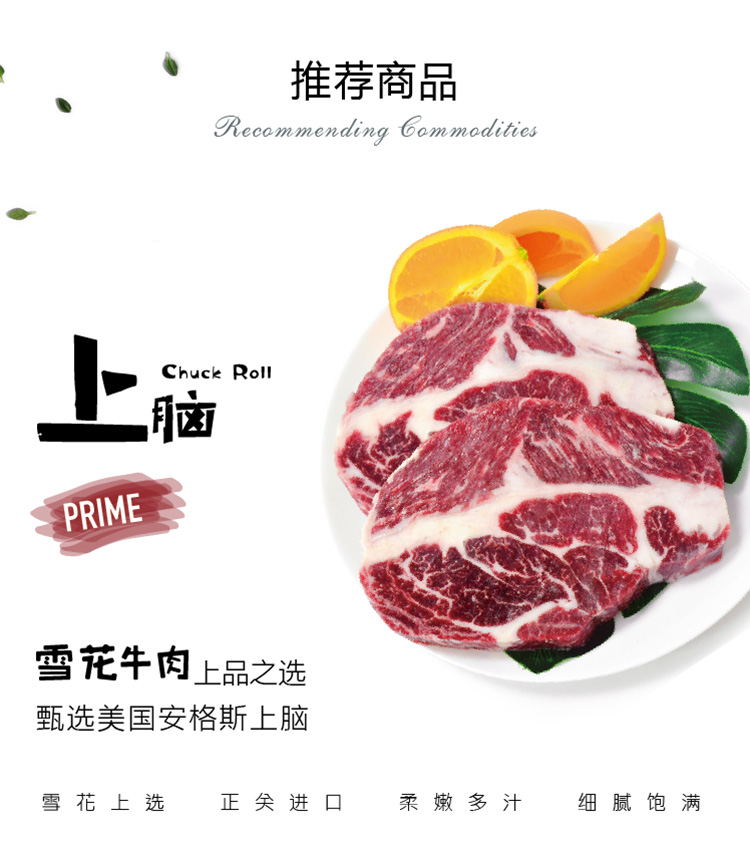 推荐商品
Recommending Commodities
Chuck Roll
上脑
PRIME
雪花牛肉上品之选
甄选美国安格斯上脑
雪花上选 正尖进口 柔嫩多汁 细腻饱满